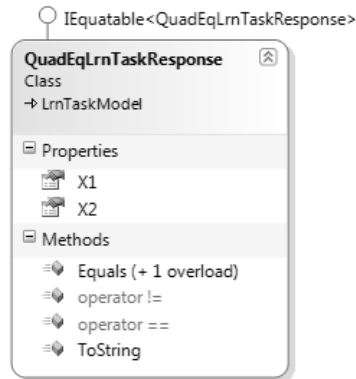 IEquatable<QuadEqLrnTaskResponse>
QuadEqLrnTaskResponse
Class
LrnTaskModel
Properties
X1
X2
Methods
Equals (+ 1 overload)
operator !=
operator ==
ToString